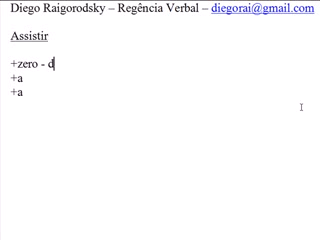 Diego Raigorodsky – Regência Verbal – diegorai@gmail.com
Assistir
+zero - d
+a
+a